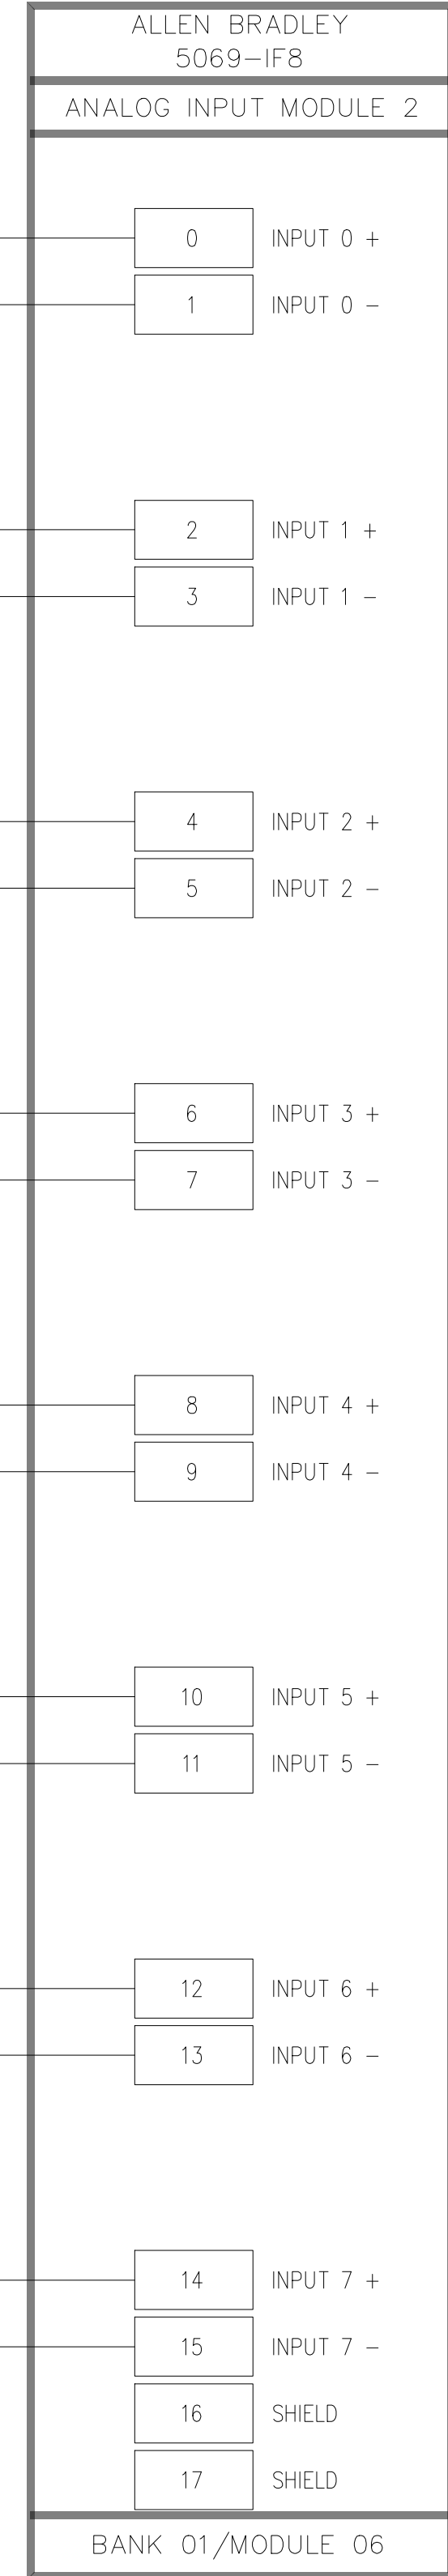 ALLEN BRADLEY
5069-IF8
ANALOG INPUT MODULE 2
0 INPUT 0 +
1 INPUT 0 -
2 INPUT 1 +
3 INPUT 1 -
4 INPUT 2 +
5 INPUT 2 -
6 INPUT 3 +
7 INPUT 3 -
8 INPUT 4 +
9 INPUT 4 -
10 INPUT 5 +
11 INPUT 5 -
12 INPUT 6 +
13 INPUT 6 -
14 INPUT 7 +
15 INPUT 7 -
16 SHIELD
17 SHIELD
BANK 01/MODULE 06